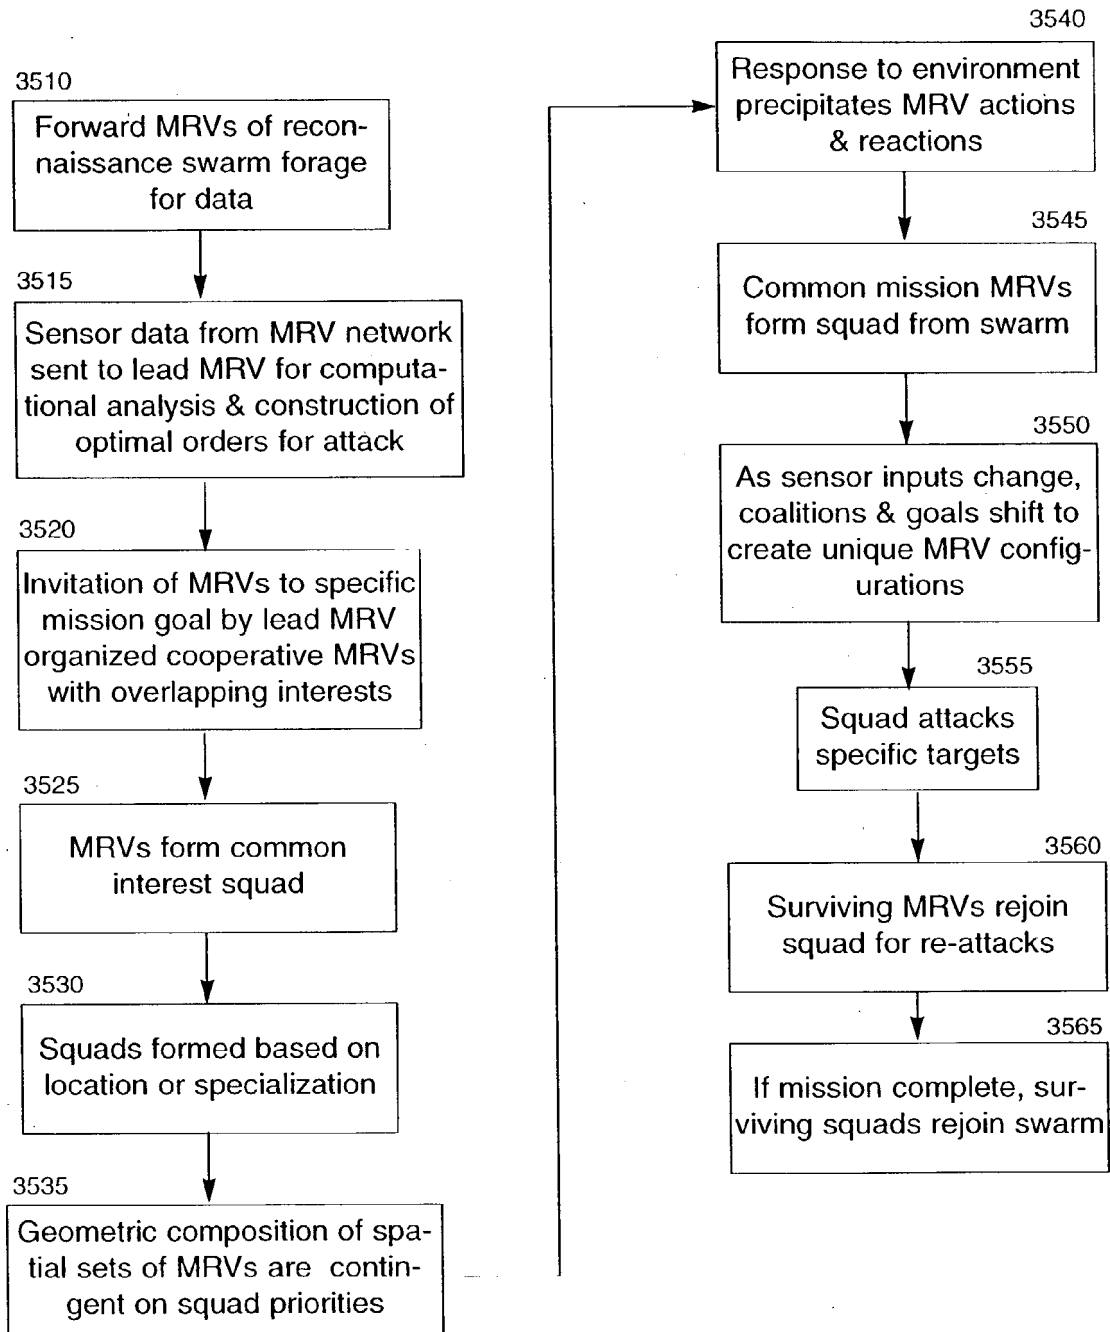 3510
Forward MRVs of recon-
naissance swarm forage
for data
3515
Sensor data from MRV network
sent to lead MRV for computa-
tional analysis & construction of
optimal orders for attack
3520
Invitation of MRVs to specific
mission goal by lead MRV
organized cooperative MRVs
with overlapping interests
3525
MRVs form common
interest squad
3530
Squads formed based on
location or specialization
3535
Geometric composition of spa-
tial sets of MRVs are contin-
gent on squad priorities
3540
Response to environment
precipitates MRV actions
& reactions
3545
Common mission MRVs
form squad from swarm
3550
As sensor inputs change,
coalitions & goals shift to
create unique MRV config-
urations
3555
Squad attacks
specific targets
3560
Surviving MRVs rejoin
squad for re-attacks
3565
If mission complete, sur-
viving squads rejoin swarm